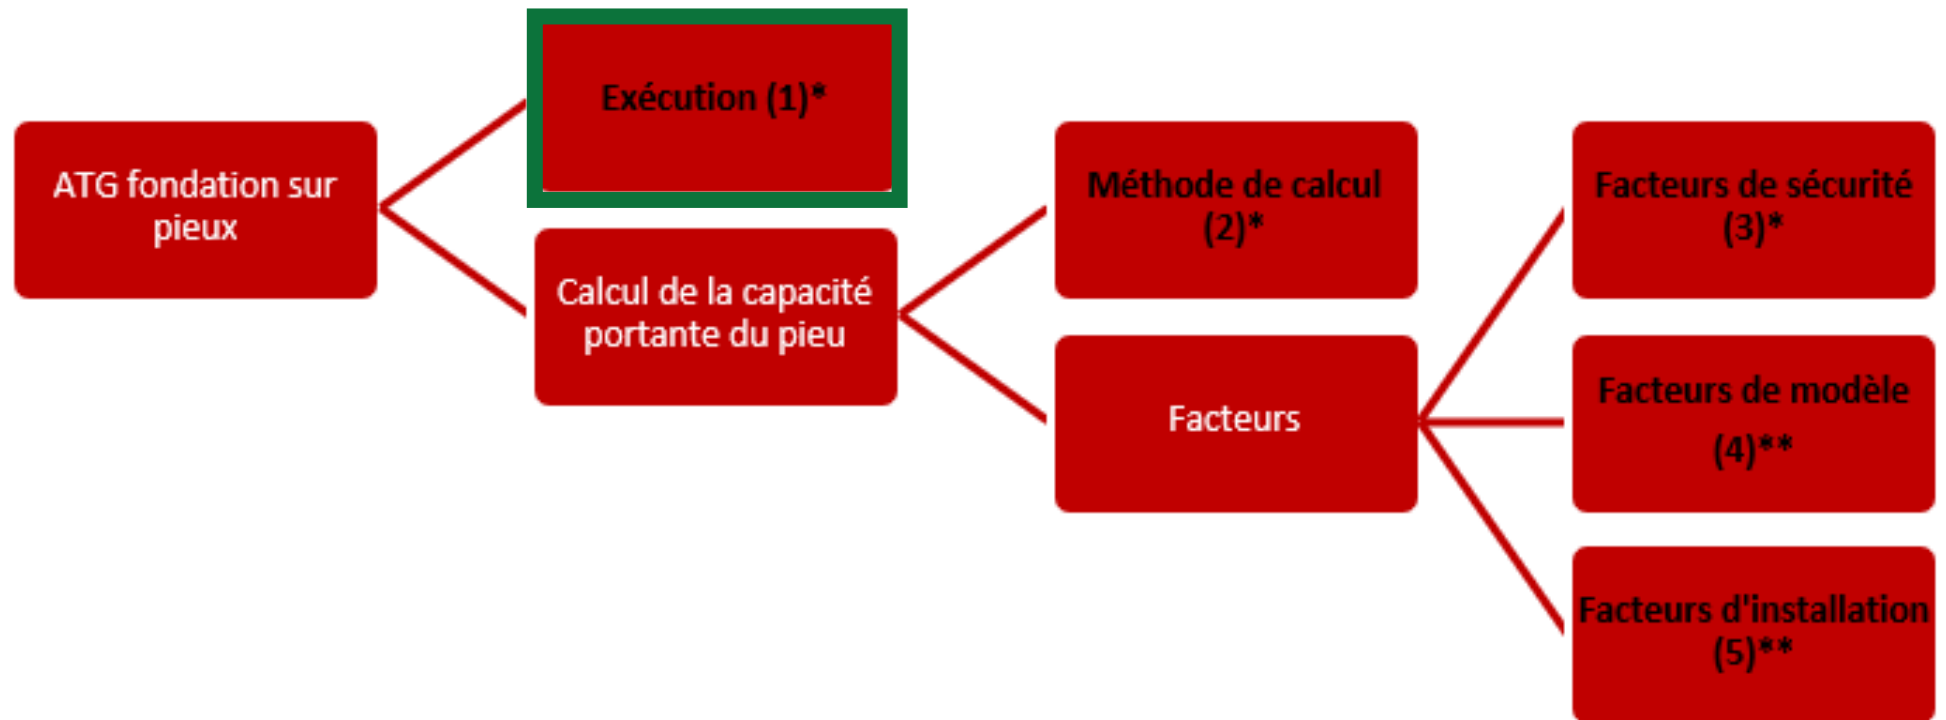 ATG fondation sur
pieux
Exécution (1)*
Calcul de la capacité
portante du pieu
Méthode de calcul
(2)*
Facteurs
Facteurs de sécurité
(3)*
Facteurs de modèle
(4)**
Facteurs d'installation
(5)**